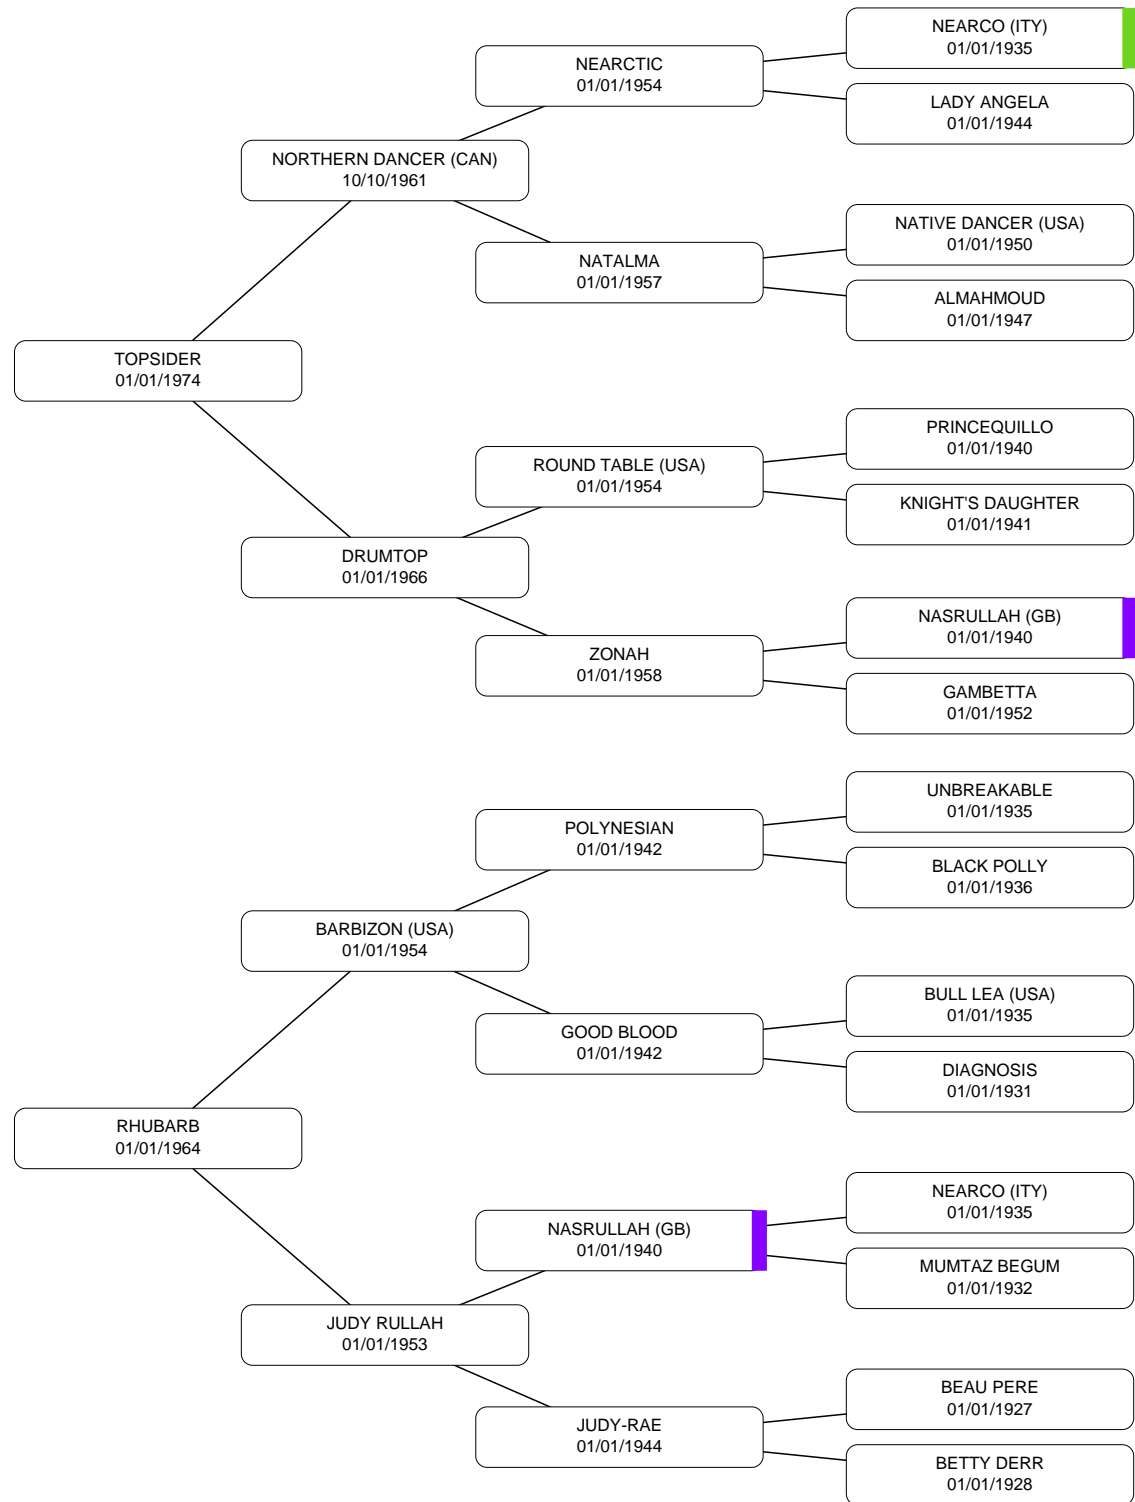 NEARCO (ITY)
01/01/1935
NEARCTIC
01/01/1954
LADY ANGELA
01/01/1944
NORTHERN DANCER (CAN)
10/10/1961
NATIVE DANCER (USA)
01/01/1950
NATALMA
01/01/1957
ALMAHMOUD
01/01/1947
TOPSIDER
01/01/1974
PRINCEQUILLO
01/01/1940
ROUND TABLE (USA)
01/01/1954
KNIGHT'S DAUGHTER
01/01/1941
DRUMTOP
01/01/1966
NASRULLAH (GB)
01/01/1940
ZONAH
01/01/1958
GAMBETTA
01/01/1952
UNBREAKABLE
01/01/1935
POLYNESIAN
01/01/1942
BLACK POLLY
01/01/1936
BARBIZON (USA)
01/01/1954
BULL LEA (USA)
01/01/1935
GOOD BLOOD
01/01/1942
DIAGNOSIS
01/01/1931
RHUBARB
01/01/1964
NEARCO (ITY)
01/01/1935
NASRULLAH (GB)
01/01/1940
MUMTAZ BEGUM
01/01/1932
JUDY RULLAH
01/01/1953
BEAU PERE
01/01/1927
JUDY-RAE
01/01/1944
BETTY DERR
01/01/1928